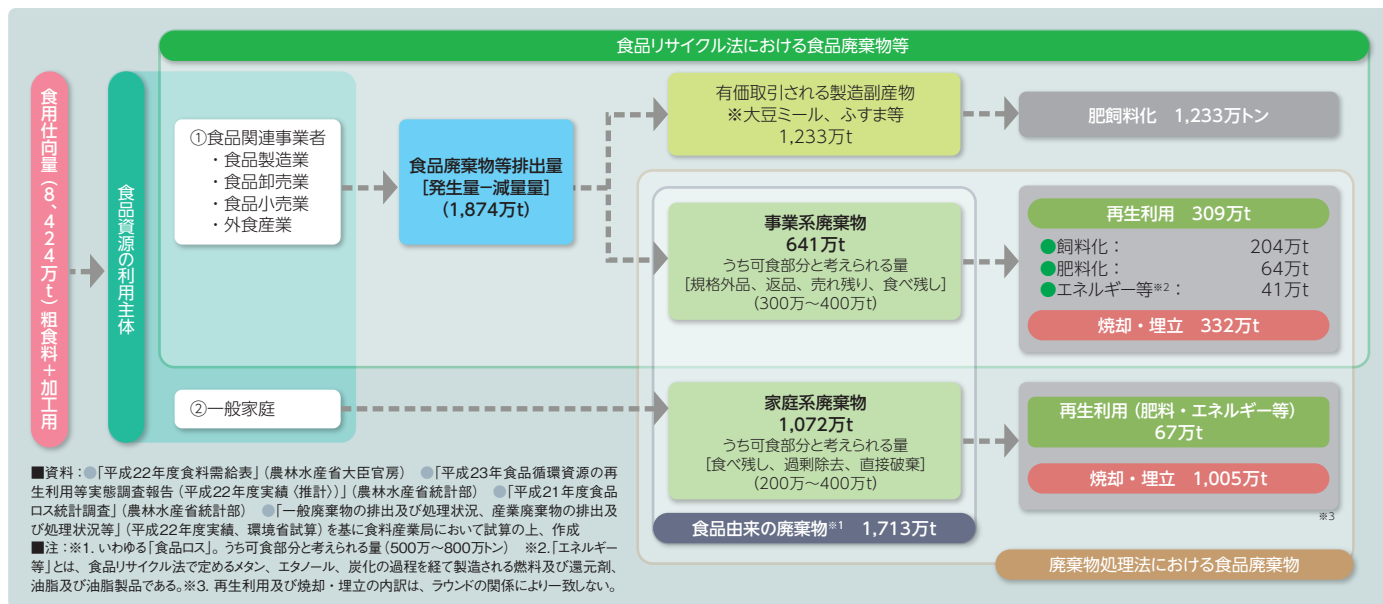 食品リサイクル法における食品廃棄物等
食用仕向量（8、424万t）粗食料＋加工用
食品資源の利用主体
①食品関連事業者
・食品製造業
・食品卸売業
・食品小売業
・外食産業
食品廃棄物等排出量
[発生量−減量量]
(1,874万t)
有価取引される製造副産物
※大豆ミール、ふすま等
1,233万t
肥飼料化 1,233万トン
事業系廃棄物
641万t
うち可食部分と考えられる量
[規格外品、返品、売れ残り、食べ残し]
(300万〜400万t)
再生利用 309万t
●飼料化： 204万t
●肥料化： 64万t
●エネルギー等※2： 41万t
焼却・埋立 332万t
②一般家庭
家庭系廃棄物
1,072万t
うち可食部分と考えられる量
[食べ残し、過剰除去、直接破棄]
(200万〜400万t)
再生利用（肥料・エネルギー等）
67万t
焼却・埋立 1,005万t
※3
食品由来の廃棄物※1 1,713万t
廃棄物処理法における食品廃棄物
■資料：●「平成22年度食料需給表」（農林水産省大臣官房） ●「平成23年食品循環資源の再
生利用等実態調査報告（平成22年度実績（推計））」（農林水産省統計部） ●「平成21年度食品
ロス統計調査」（農林水産省統計部） ●「一般廃棄物の排出及び処理状況、産業廃棄物の排出及
び処理状況等」（平成22年度実績、環境省試算）を基に食料産業局において試算の上、作成
■注：※1. いわゆる「食品ロス」。うち可食部分と考えられる量（500万〜800万トン） ※2.「エネルギー
等」とは、食品リサイクル法で定めるメタン、エタノール、炭化の過程を経て製造される燃料及び還元剤、
油脂及び油脂製品である。※3. 再生利用及び焼却・埋立の内訳は、ラウンドの関係により一致しない。